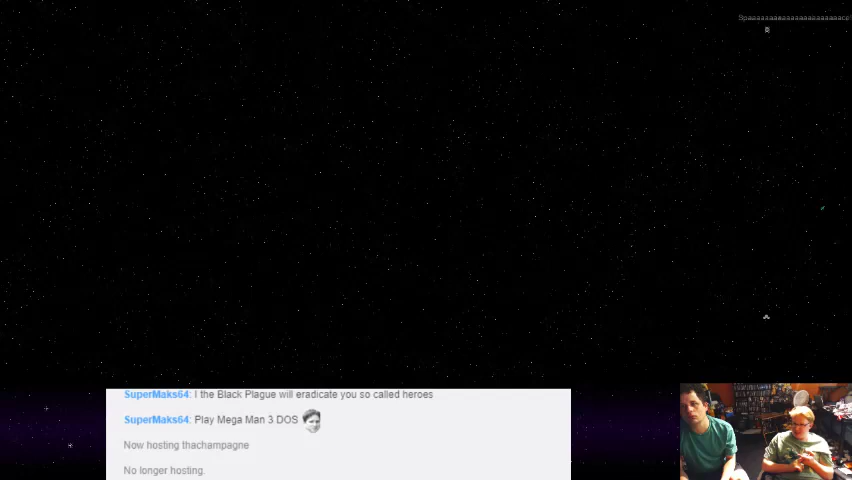 SuperMaks64: I the Black Plague will eradicate you so called heroes
SuperMaks64: Play Mega Man 3 DOS
Now hosting thachampagne
No longer hosting.